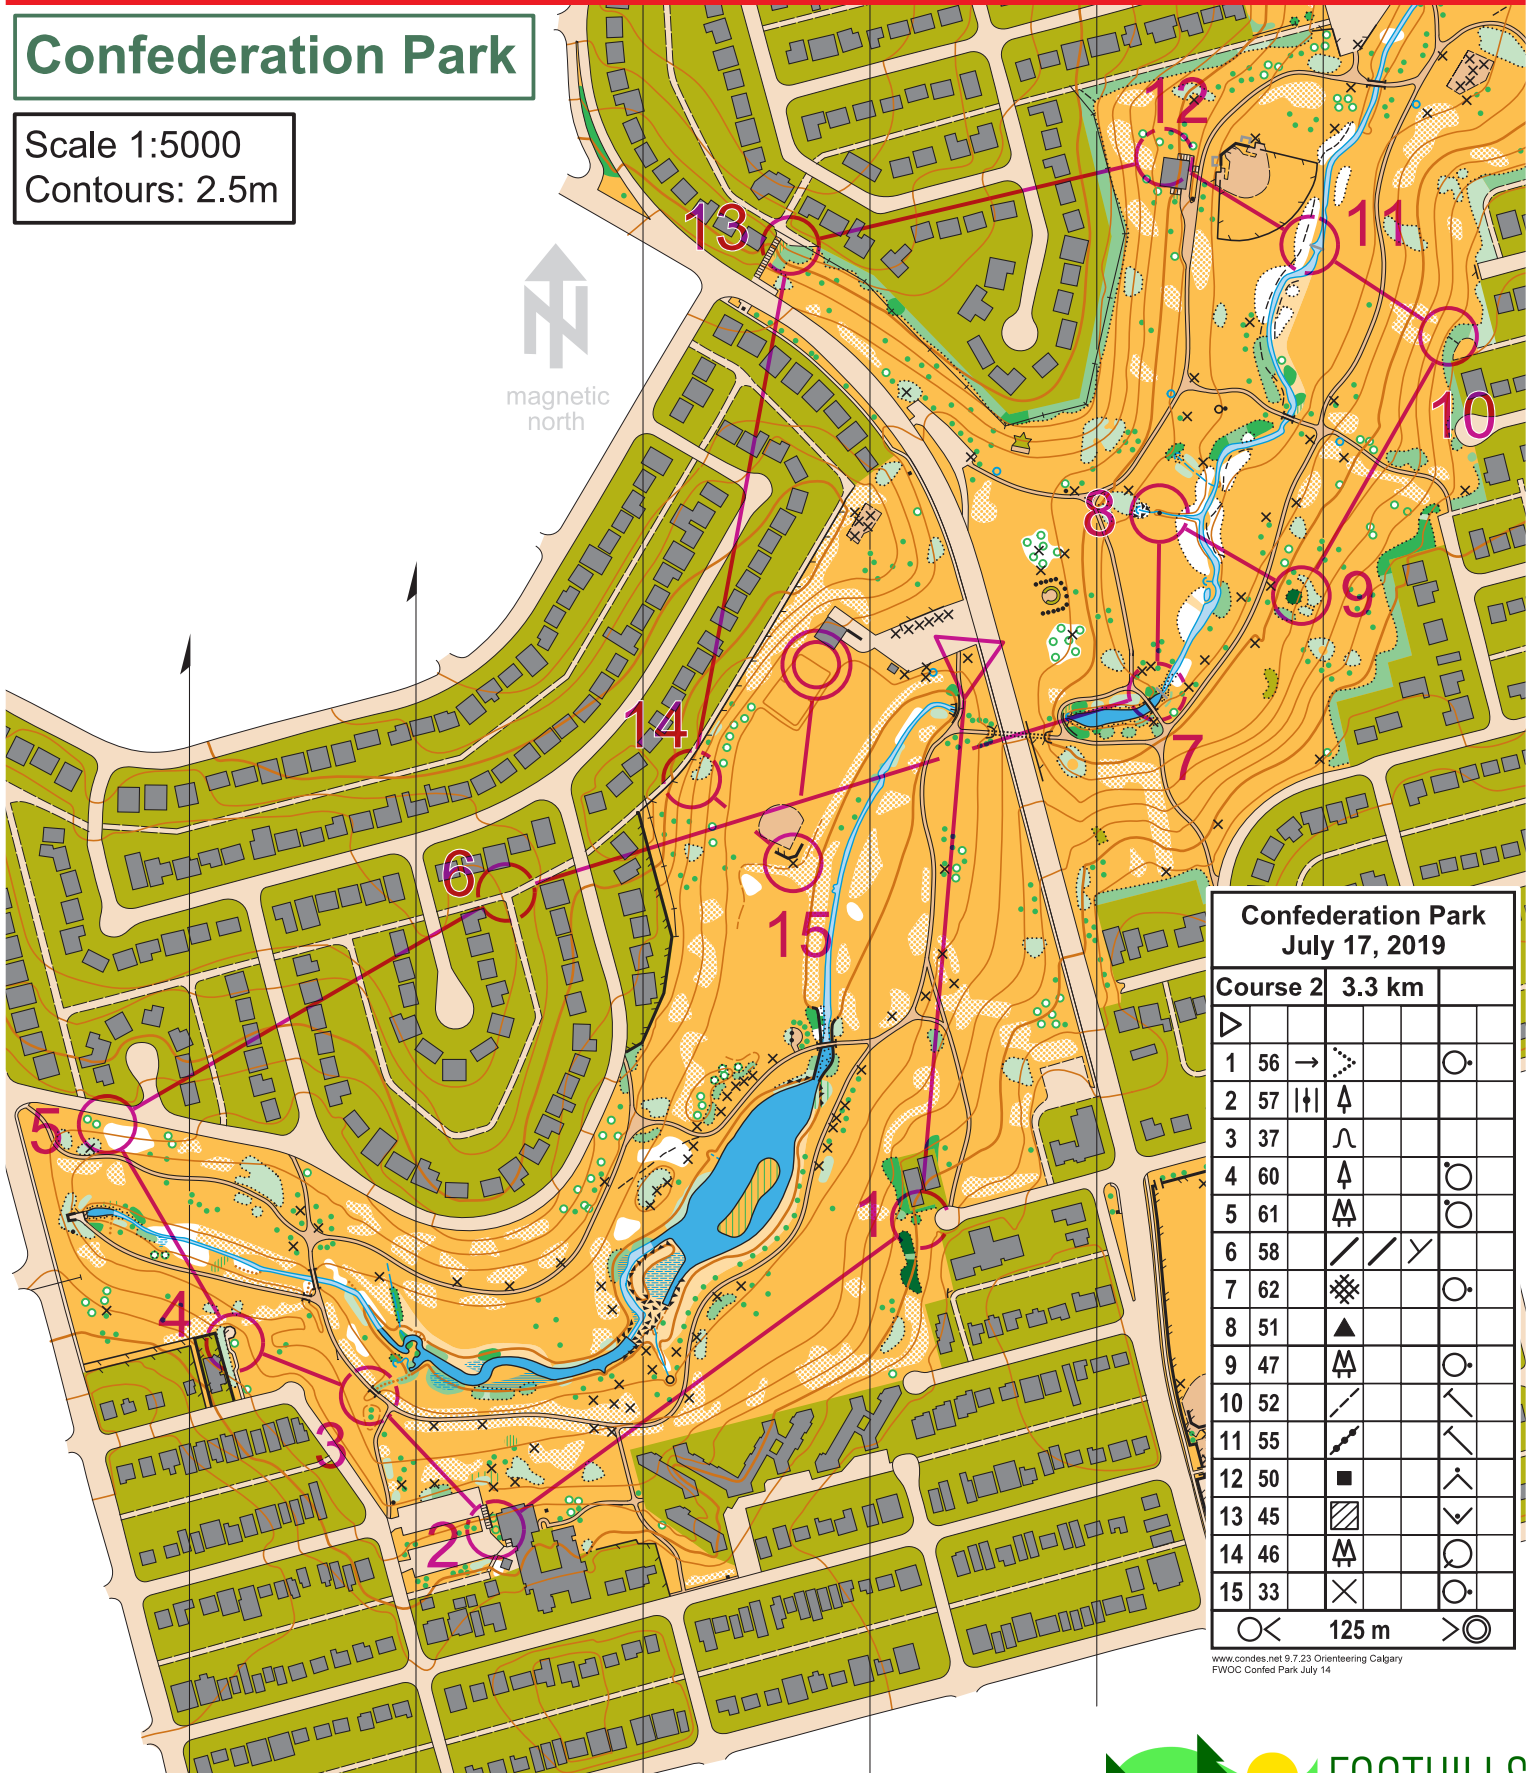 Confederation Park
Scale 1:5000
Contours: 2.5m
magnetic
north
12
13
11
10
8
9
14
7
6
15
5
1
4
3
2
Confederation Park
July 17, 2019
Course 2 3.3 km
1 56
2 57
3 37
4 60
5 61
6 58
7 62
8 51
9 47
10 52
11 55
12 50
13 45
14 46
15 33
125 m
www.condes.net 9.7.23 Orienteering Calgary
FWOC Confed Park July 14
FOOTHILLS